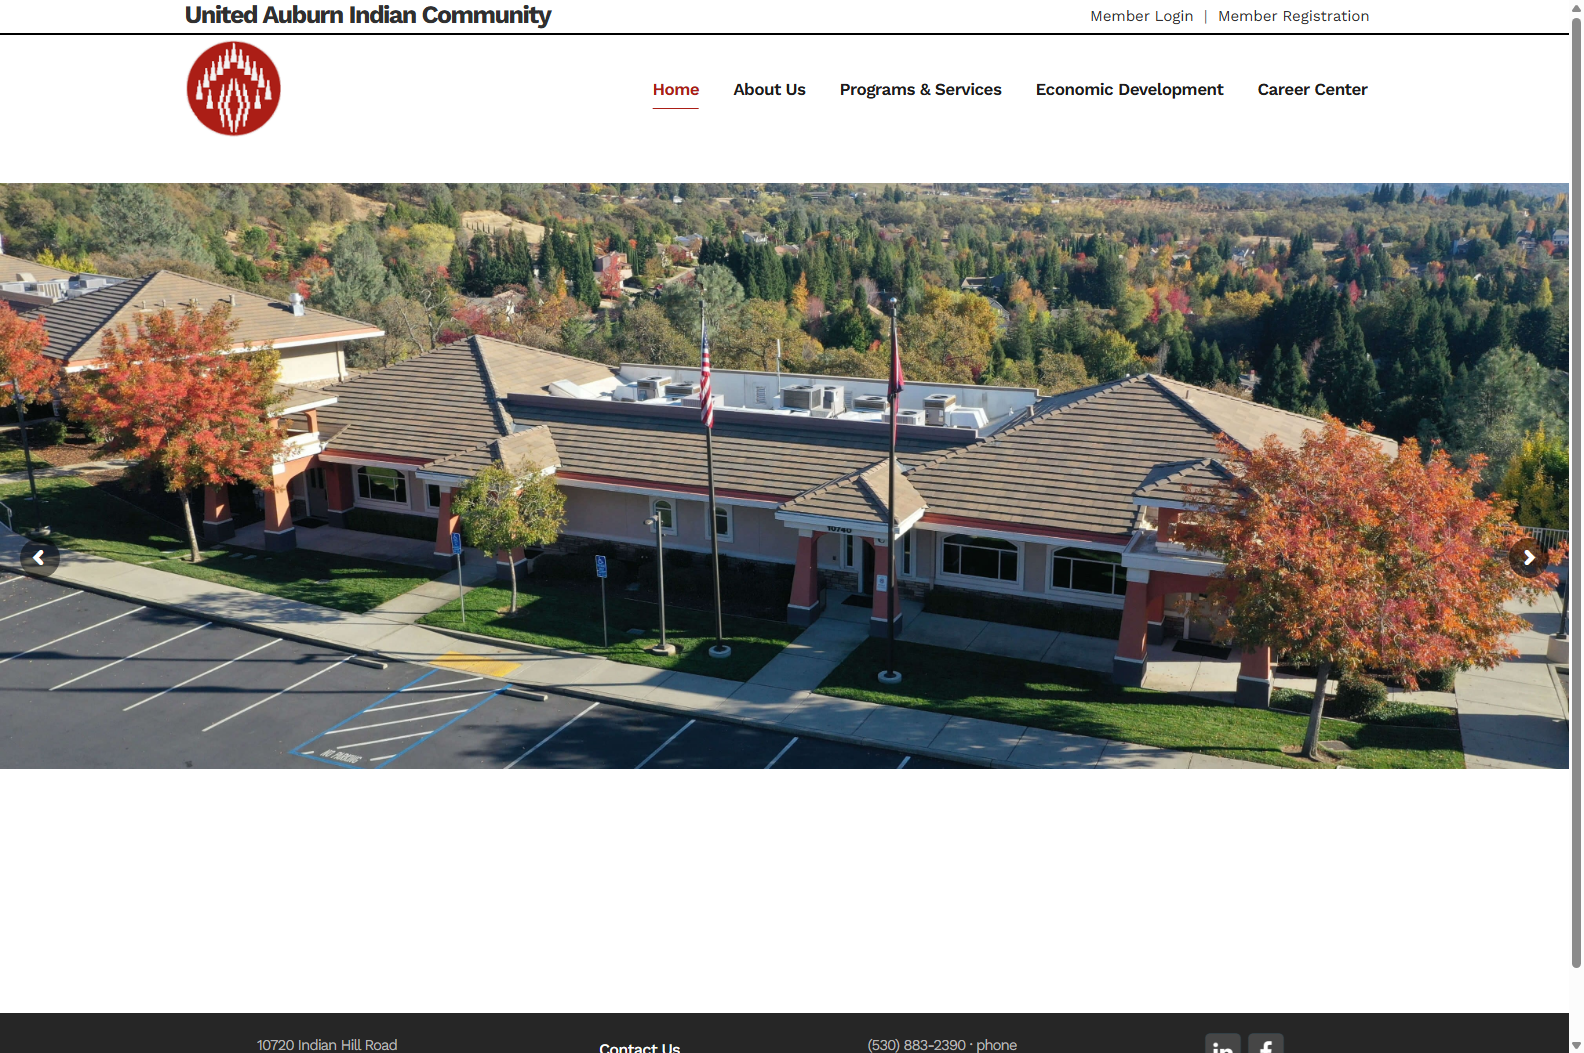 United Auburn Indian Community
Member Login | Member Registration
Home
About Us
Programs & Services
Economic Development
Career Center
10740
NO PARKING
10720 Indian Hill Road
Contact Us
(530) 883-2390 · phone
in
f